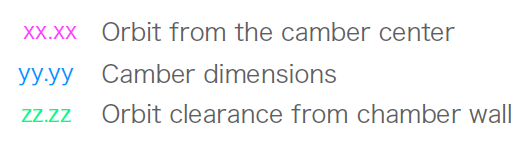 xx.xx Orbit from the camber center
yy.yy Camber dimensions
zz.zz Orbit clearance from chamber wall